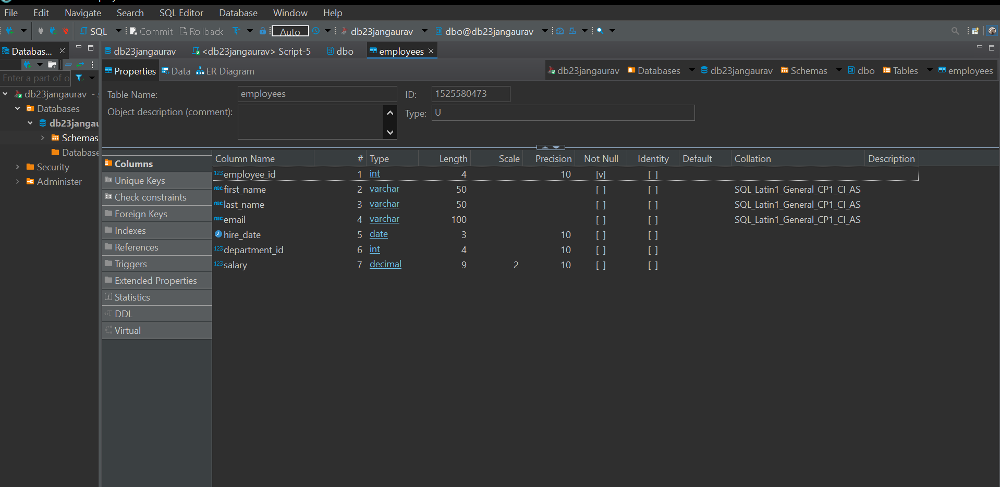 File Edit Navigate Search SQL Editor Database Window Help
SQL Commit Rollback Auto db23jangaurav dbo@db23jangaurav
Databas... db23jangaurav <db23jangaurav> Script-5 dbo employees
Properties Data ER Diagram db23jangaurav Databases db23jangaurav Schemas dbo Tables employees
Enter a part of o
db23jangaurav - s
Databases
db23jangau
Schemas
Database
Security
Administer
Table Name: employees ID: 1525580473
Object description (comment): Type: U
Columns
Unique Keys
Check constraints
Foreign Keys
Indexes
References
Triggers
Extended Properties
Statistics
DDL
Virtual
Column Name # Type Length Scale Precision Not Null Identity Default Collation Description
123 employee_id 1 int 4 10 [v] [ ]
ABC first_name 2 varchar 50 [ ] [ ] SQL_Latin1_General_CP1_CI_AS
ABC last_name 3 varchar 50 [ ] [ ] SQL_Latin1_General_CP1_CI_AS
ABC email 4 varchar 100 [ ] [ ] SQL_Latin1_General_CP1_CI_AS
hire_date 5 date 3 10 [ ] [ ]
123 department_id 6 int 4 10 [ ] [ ]
123 salary 7 decimal 9 2 10 [ ] [ ]